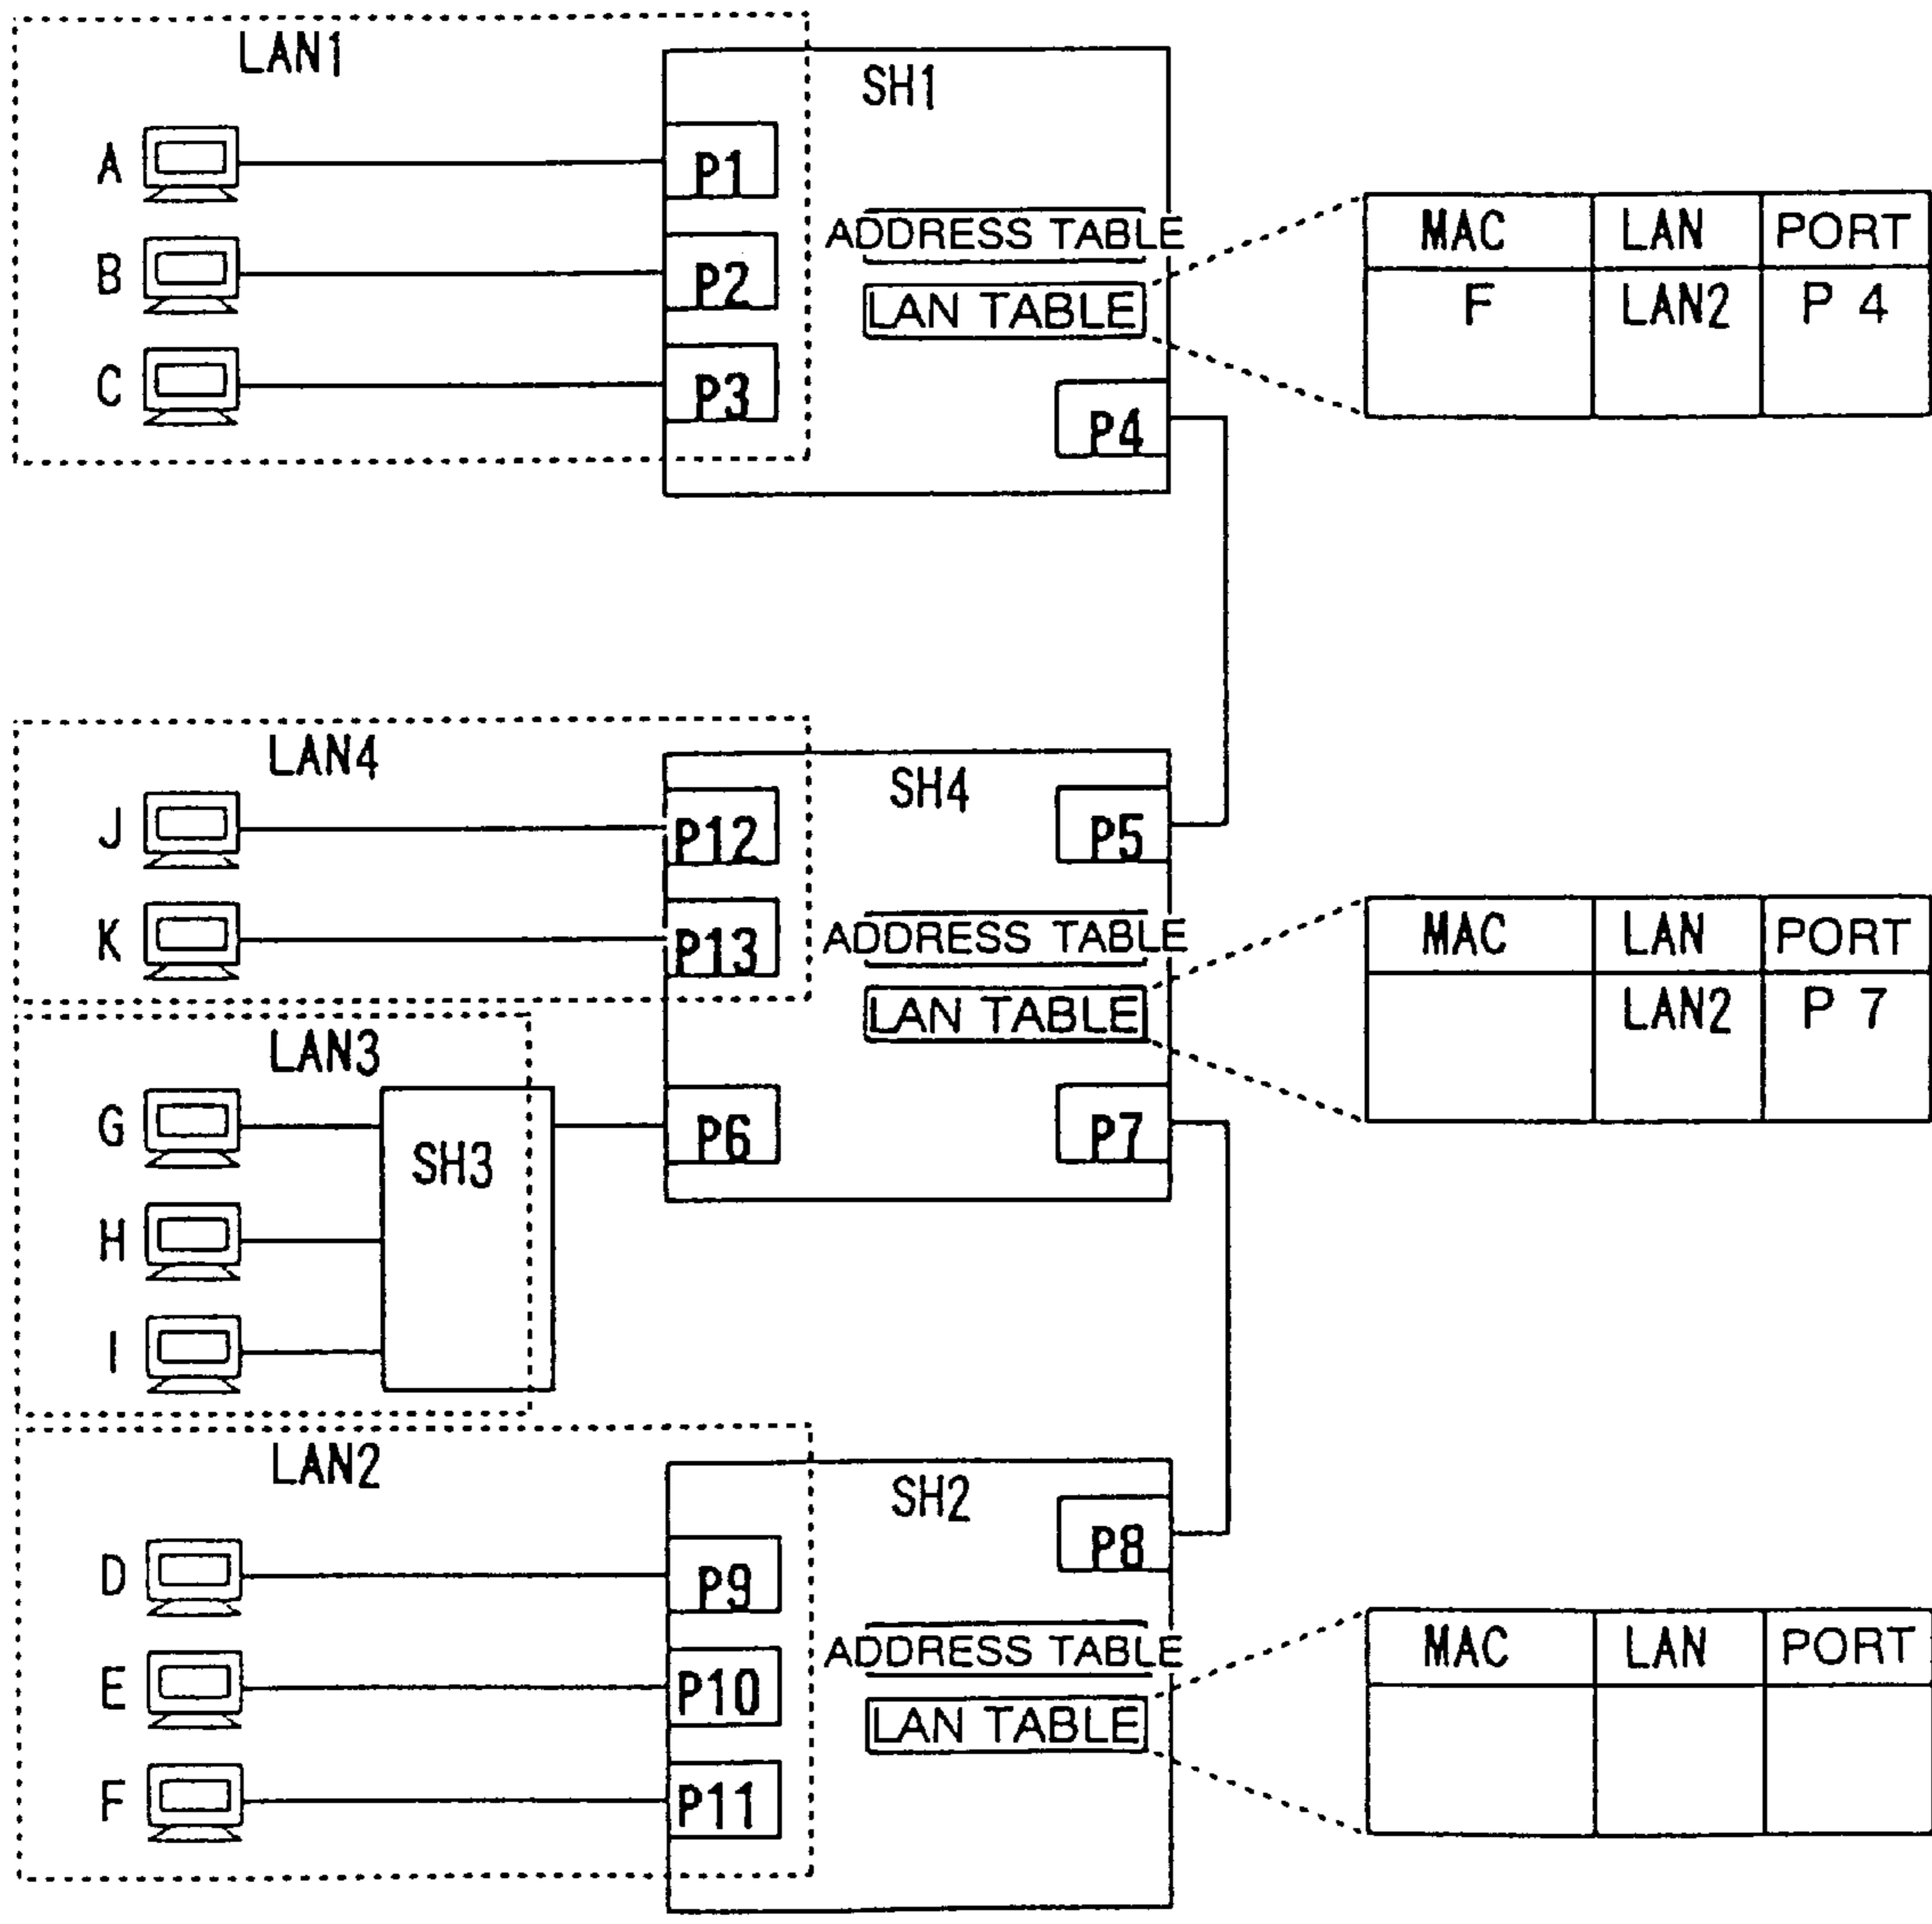 LAN1
SH1
A
P1
B
P2
C
P3
ADDRESS TABLE
LAN TABLE
P4
MAC LAN PORT
F LAN2 P 4
LAN4
SH4
J
P12
P5
K
P13
ADDRESS TABLE
LAN TABLE
MAC LAN PORT
LAN2 P 7
LAN3
G
SH3
P6
P7
H
I
LAN2
SH2
P8
D
P9
E
P10
F
P11
ADDRESS TABLE
LAN TABLE
MAC LAN PORT